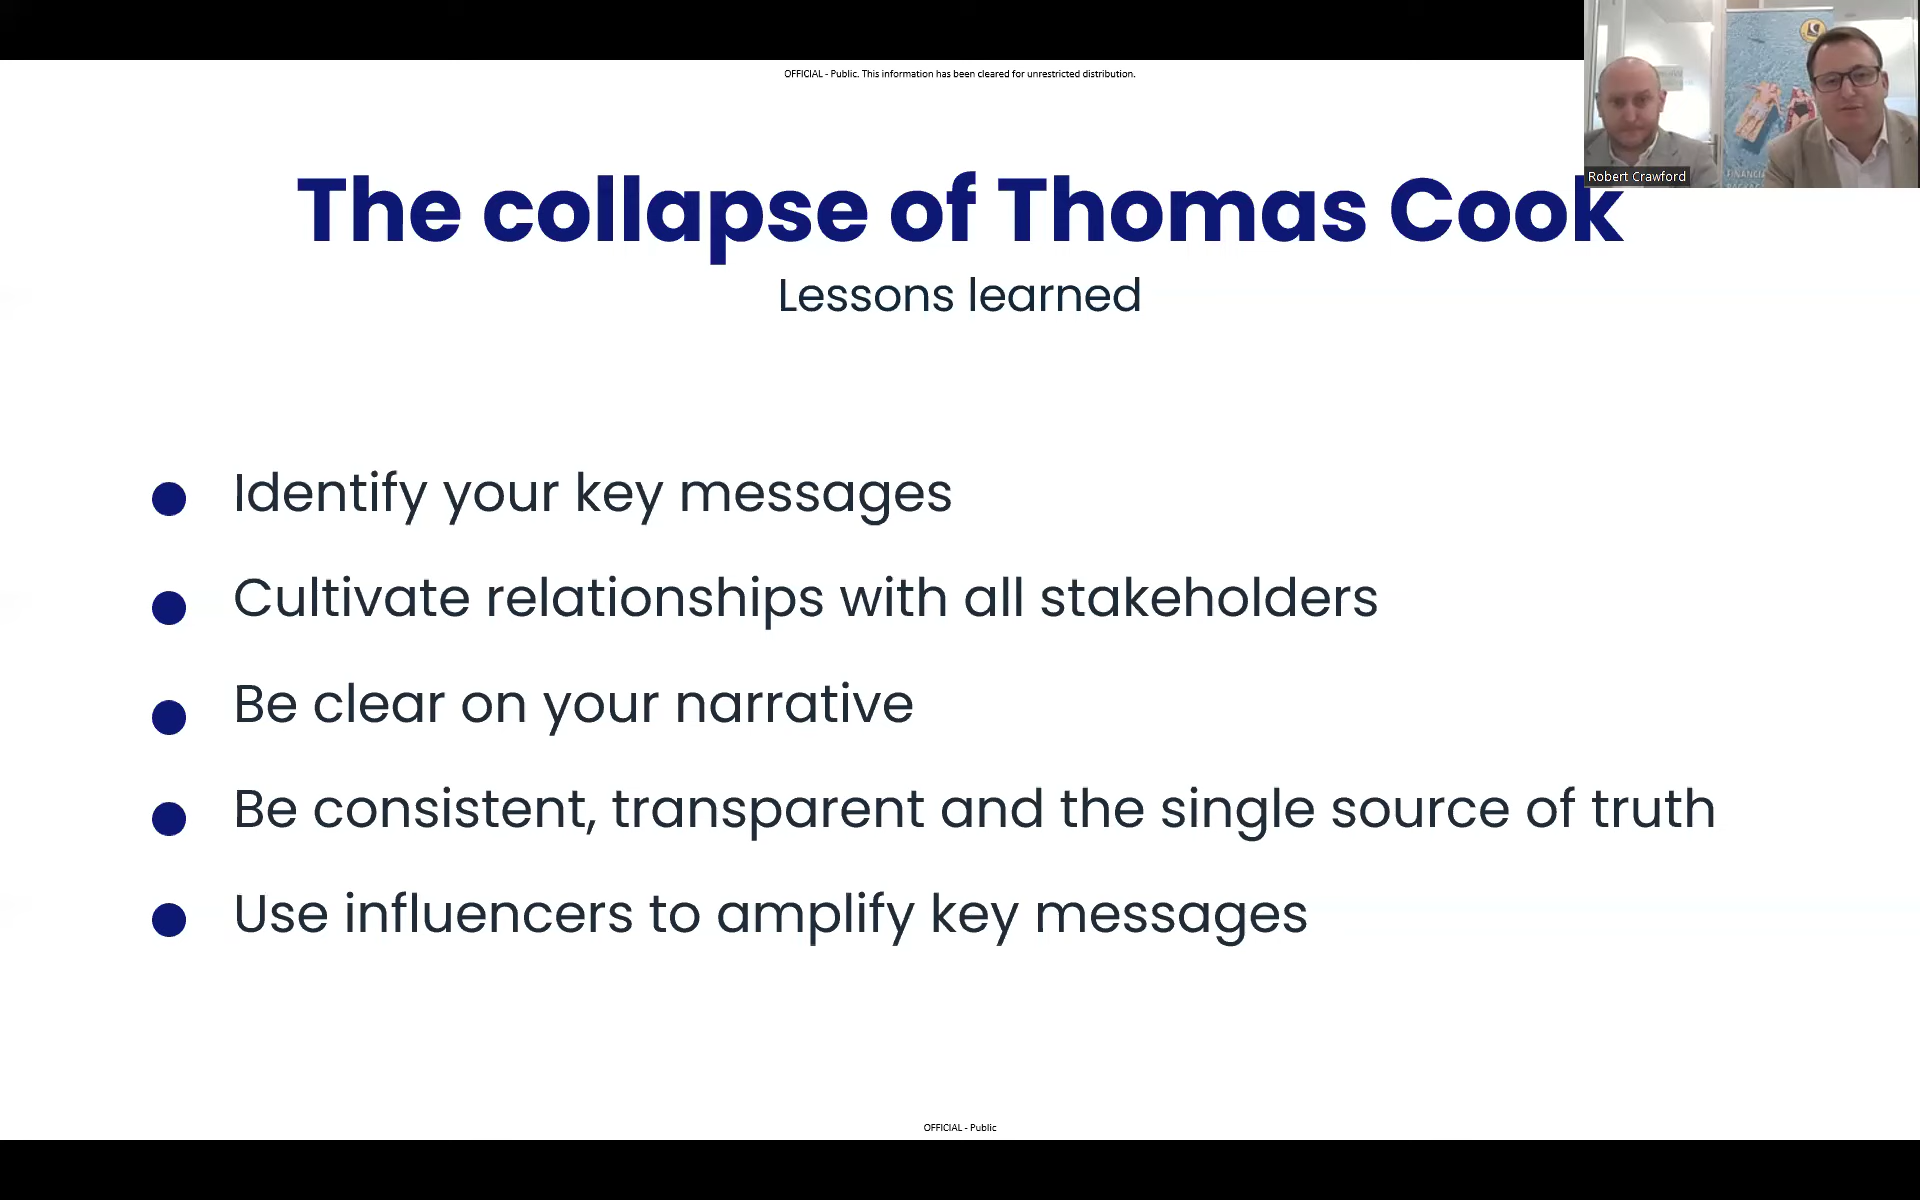 OFFICIAL - Public. This information has been cleared for unrestricted distribution.
Robert Crawford
The collapse of Thomas Cook
Lessons learned
Identify your key messages
Cultivate relationships with all stakeholders
Be clear on your narrative
Be consistent, transparent and the single source of truth
Use influencers to amplify key messages
OFFICIAL - Public